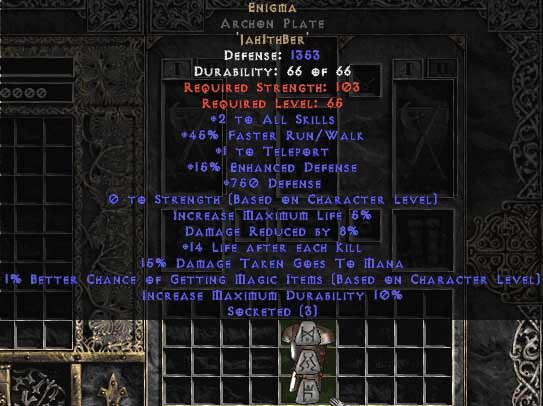 Enigma
Archon Plate
'JahIthBer'
Defense: 1353
Durability: 66 of 66
Required Strength: 103
Required Level: 65
+2 to All Skills
+45% Faster Run/Walk
+1 to Teleport
+15% Enhanced Defense
+750 Defense
0 to Strength (Based on Character Level)
Increase Maximum Life 5%
Damage Reduced by 8%
+14 Life after each Kill
15% Damage Taken Goes To Mana
1% Better Chance of Getting Magic Items (Based on Character Level)
Increase Maximum Durability 10%
Socketed (3)